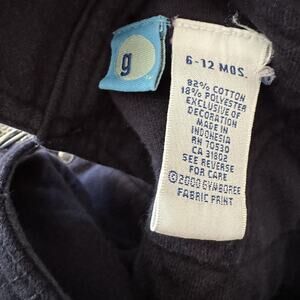 g
6-12 MOS.
82% COTTON
18% POLYESTER
EXCLUSIVE OF
DECORATION
MADE IN
INDONESIA
RN 70530
CA 31802
SEE REVERSE
FOR CARE
©2000 GYMBOREE
FABRIC PRINT